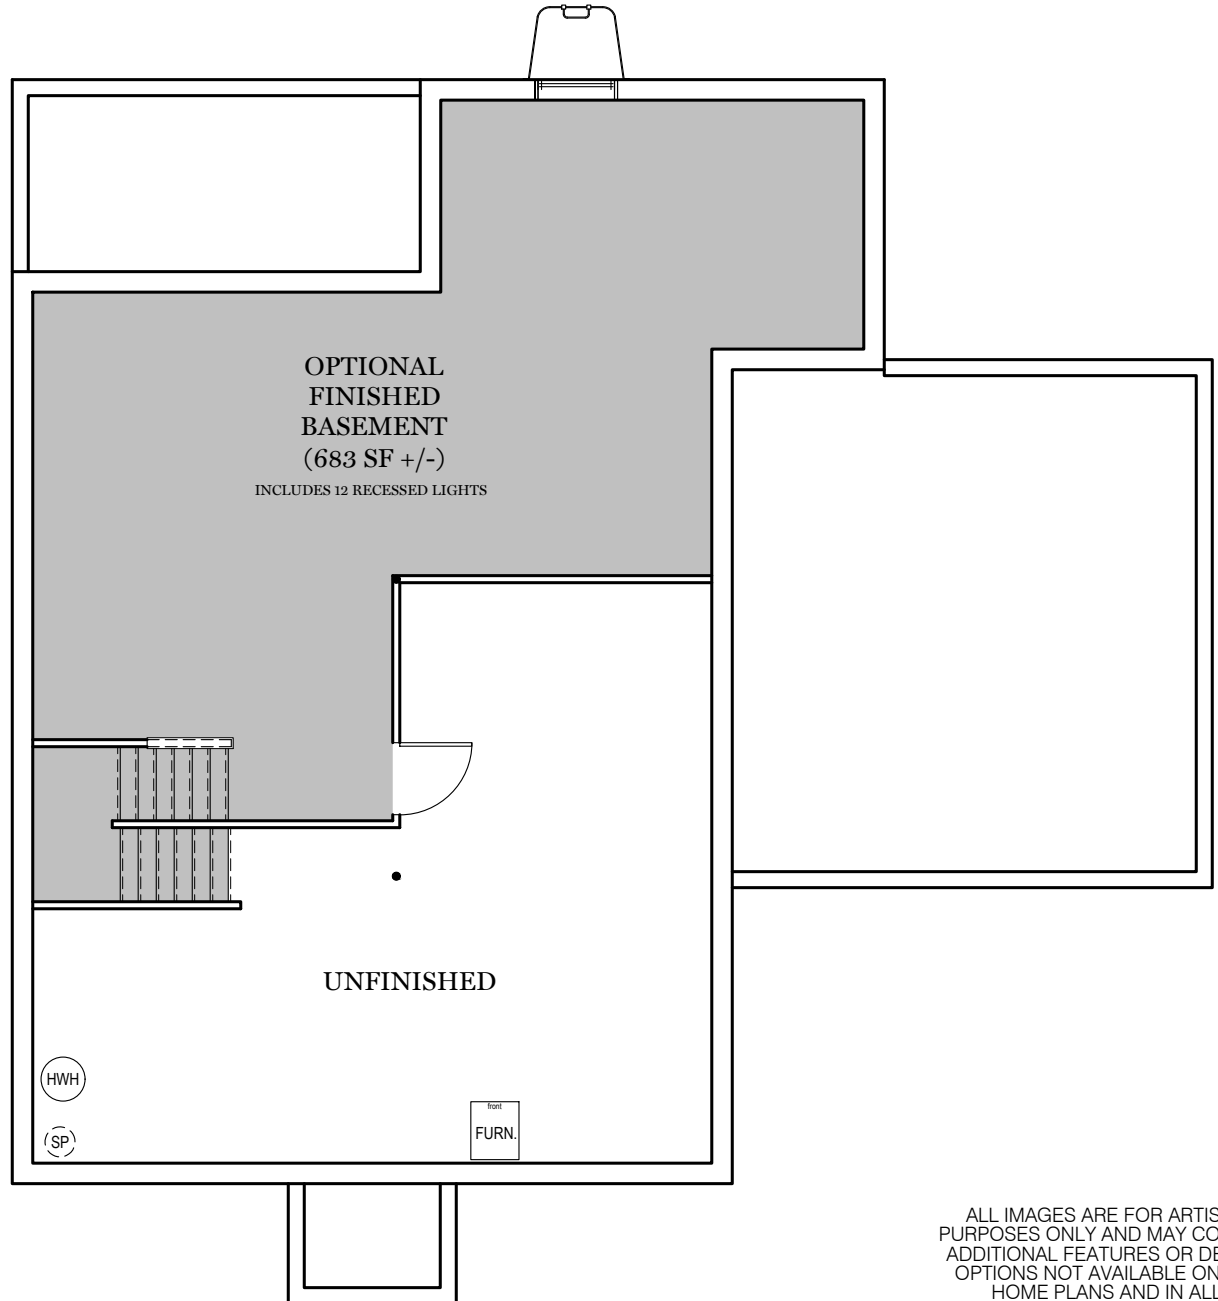 OPTIONAL
FINISHED
BASEMENT
(683 SF +/-)
INCLUDES 12 RECESSED LIGHTS
UNFINISHED
HWH
SP
front
FURN.
ALL IMAGES ARE FOR ARTIS
PURPOSES ONLY AND MAY CO
ADDITIONAL FEATURES OR DE
OPTIONS NOT AVAILABLE ON
HOME PLANS AND IN ALL